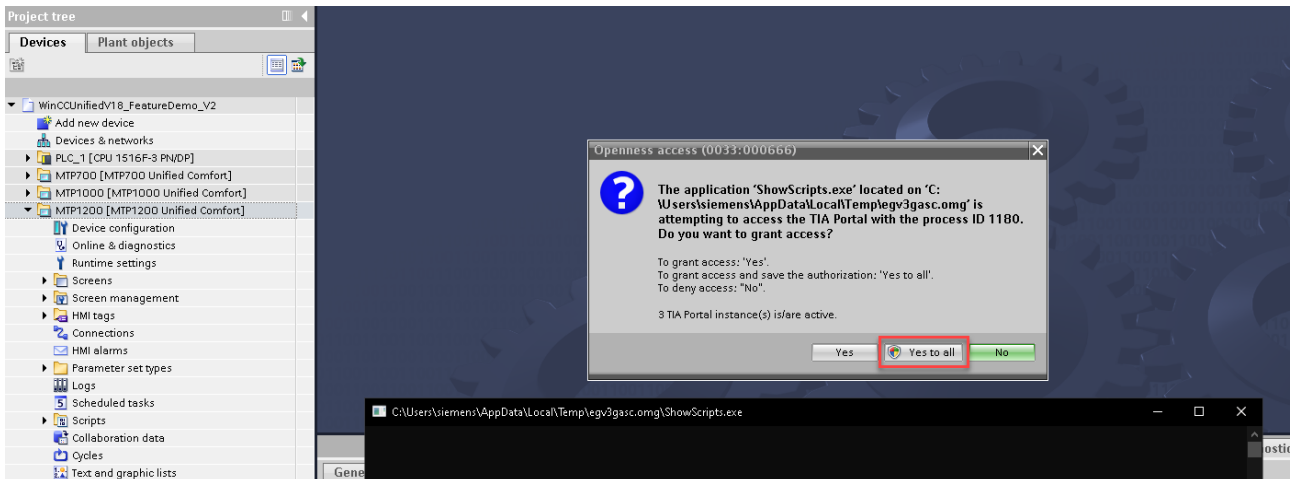 Project tree
Devices
Plant objects
WinCCUnifiedV18_FeatureDemo_V2
Add new device
Devices & networks
PLC_1 [CPU 1516F-3 PN/DP]
MTP700 [MTP700 Unified Comfort]
MTP1000 [MTP1000 Unified Comfort]
MTP1200 [MTP1200 Unified Comfort]
Device configuration
Online & diagnostics
Runtime settings
Screens
Screen management
HMI tags
Connections
HMI alarms
Parameter set types
Logs
Scheduled tasks
Scripts
Collaboration data
Cycles
Text and graphic lists
Openness access (0033:000666)
The application 'ShowScripts.exe' located on 'C:
\Users\siemens\AppData\Local\Temp\egv3gasc.omg' is
attempting to access the TIA Portal with the process ID 1180.
Do you want to grant access?
To grant access: 'Yes'.
To grant access and save the authorization: 'Yes to all'.
To deny access: "No".
3 TIA Portal instance(s) is/are active.
Yes
Yes to all
No
C:\Users\siemens\AppData\Local\Temp\egv3gasc.omg\ShowScripts.exe
Gene
ostic